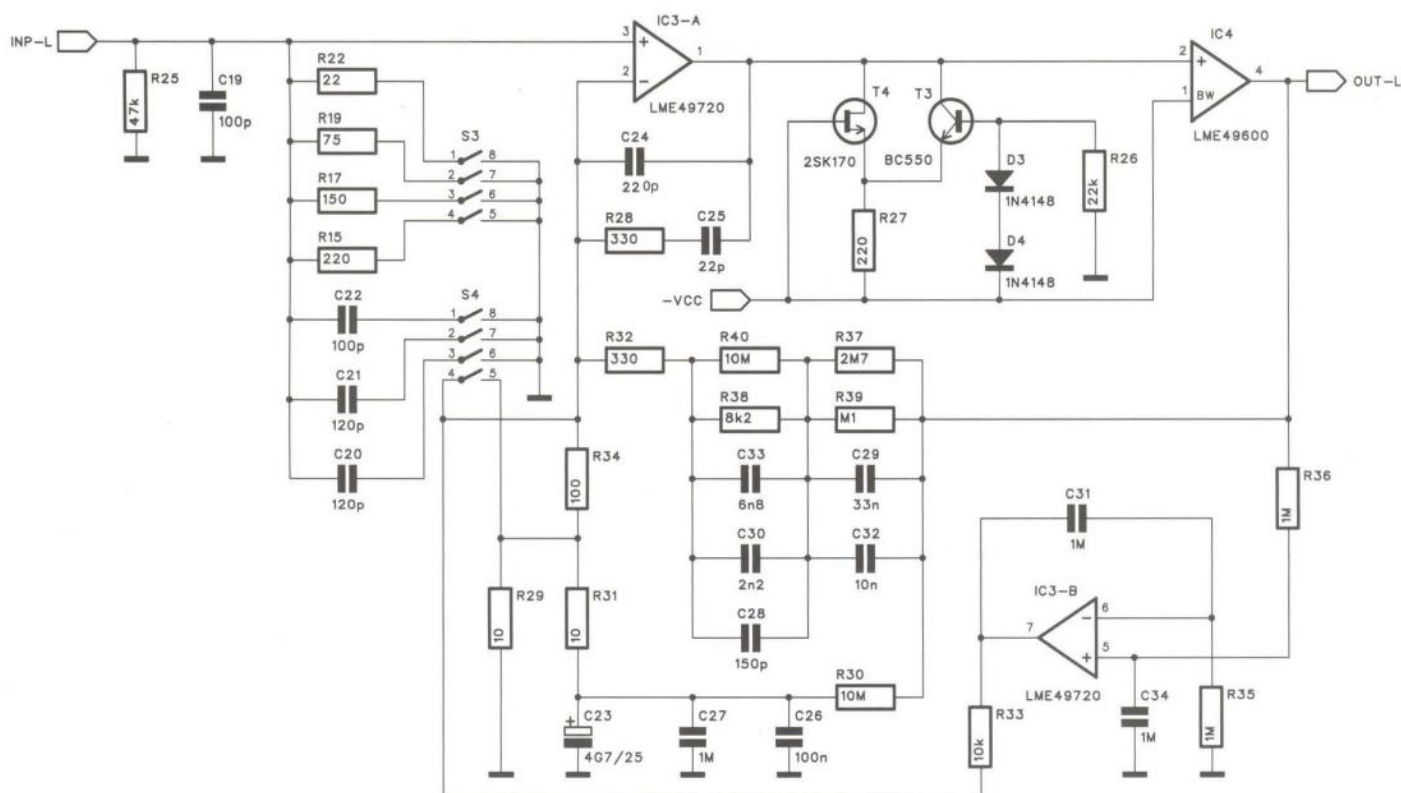 IC3-A
INP-L
3
+
1
2
−
LME49720
R25
47k
C19
100p
R22
22
R19
75
R17
150
R15
220
S3
1 8
2 7
3 6
4 5
C22
100p
C21
120p
C20
120p
S4
1 8
2 7
3 6
4 5
C24
220p
R28
330
C25
22p
T4
2SK170
T3
BC550
R27
220
D3
1N4148
D4
1N4148
R26
22k
-VCC
IC4
2
+
4
1
BW
LME49600
OUT-L
R32
330
R40
10M
R37
2M7
R38
8k2
R39
M1
C33
6n8
C29
33n
C30
2n2
C32
10n
C28
150p
R34
100
R29
10
R31
10
R30
10M
C23
+
4G7/25
C27
1M
C26
100n
R36
1M
C31
1M
IC3-B
7
6
−
5
+
LME49720
R33
10k
C34
1M
R35
1M